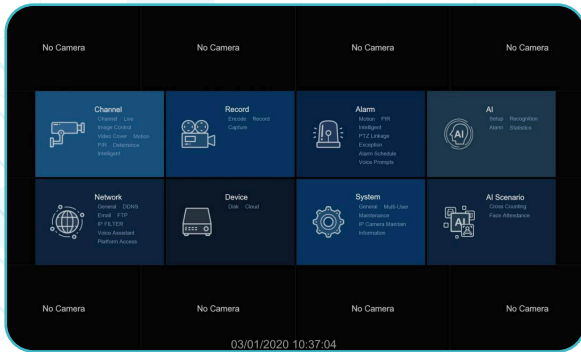 No Camera No Camera No Camera No Camera
Channel
Channel Live
Image Control
Video Cover Motion
PIR Deterrence
Intelligent
Record
Encode Record
Capture
Alarm
Motion PIR
Intelligent
PTZ Linkage
Exception
Alarm Schedule
Voice Prompts
AI
Setup Recognition
Alarm Statistics
AI
Network
General DDNS
Email FTP
IP FILTER
Voice Assistant
Platform Access
Device
Disk Cloud
System
General Multi-User
Maintenance
IP Camera Maintain
Information
AI Scenario
Cross Counting
Face Attendance
AI
No Camera No Camera No Camera No Camera
03/01/2020 10:37:04